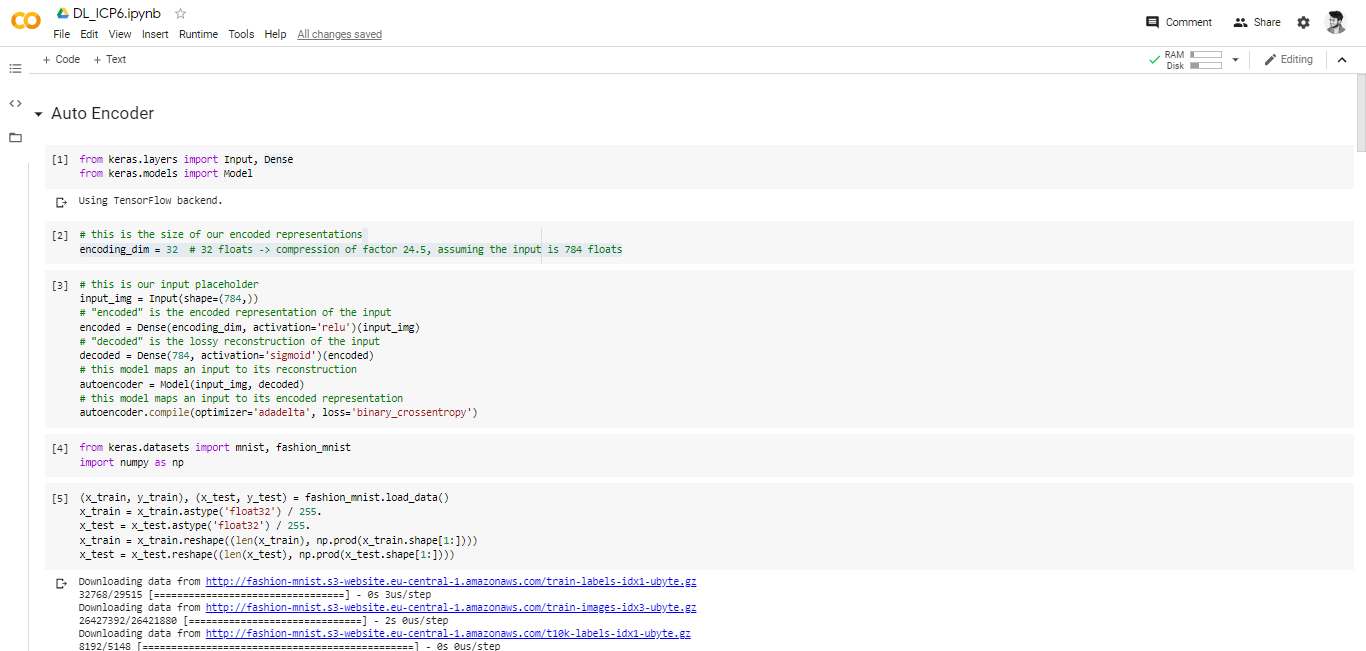 DL_ICP6.ipynb
File Edit View Insert Runtime Tools Help All changes saved
Comment Share
+ Code + Text
RAM
Disk
Editing
Auto Encoder
[1] from keras.layers import Input, Dense
from keras.models import Model
Using TensorFlow backend.
[2] # this is the size of our encoded representations
encoding_dim = 32  # 32 floats -> compression of factor 24.5, assuming the input is 784 floats
[3] # this is our input placeholder
input_img = Input(shape=(784,))
# "encoded" is the encoded representation of the input
encoded = Dense(encoding_dim, activation='relu')(input_img)
# "decoded" is the lossy reconstruction of the input
decoded = Dense(784, activation='sigmoid')(encoded)
# this model maps an input to its reconstruction
autoencoder = Model(input_img, decoded)
# this model maps an input to its encoded representation
autoencoder.compile(optimizer='adadelta', loss='binary_crossentropy')
[4] from keras.datasets import mnist, fashion_mnist
import numpy as np
[5] (x_train, y_train), (x_test, y_test) = fashion_mnist.load_data()
x_train = x_train.astype('float32') / 255.
x_test = x_test.astype('float32') / 255.
x_train = x_train.reshape((len(x_train), np.prod(x_train.shape[1:])))
x_test = x_test.reshape((len(x_test), np.prod(x_test.shape[1:])))
Downloading data from http://fashion-mnist.s3-website.eu-central-1.amazonaws.com/train-labels-idx1-ubyte.gz
32768/29515 [=================================] - 0s 3us/step
Downloading data from http://fashion-mnist.s3-website.eu-central-1.amazonaws.com/train-images-idx3-ubyte.gz
26427392/26421880 [==============================] - 2s 0us/step
Downloading data from http://fashion-mnist.s3-website.eu-central-1.amazonaws.com/t10k-labels-idx1-ubyte.gz
8192/5148 [===============================================] - 0s 0us/step